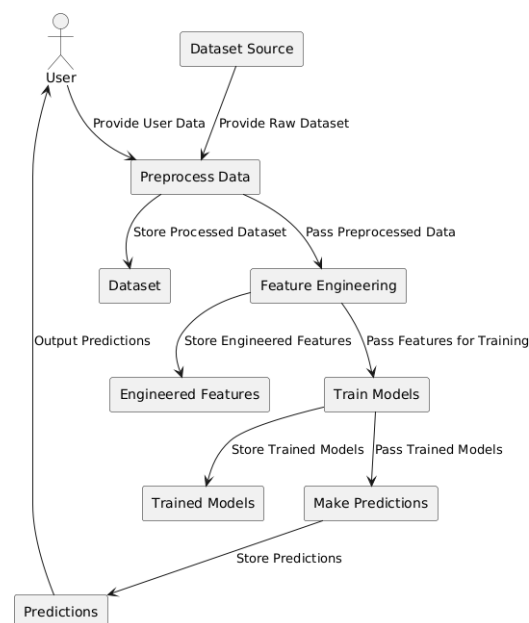 Dataset Source
User
Provide User Data
Provide Raw Dataset
Preprocess Data
Store Processed Dataset
Pass Preprocessed Data
Dataset
Feature Engineering
Output Predictions
Store Engineered Features
Pass Features for Training
Engineered Features
Train Models
Store Trained Models
Pass Trained Models
Trained Models
Make Predictions
Store Predictions
Predictions